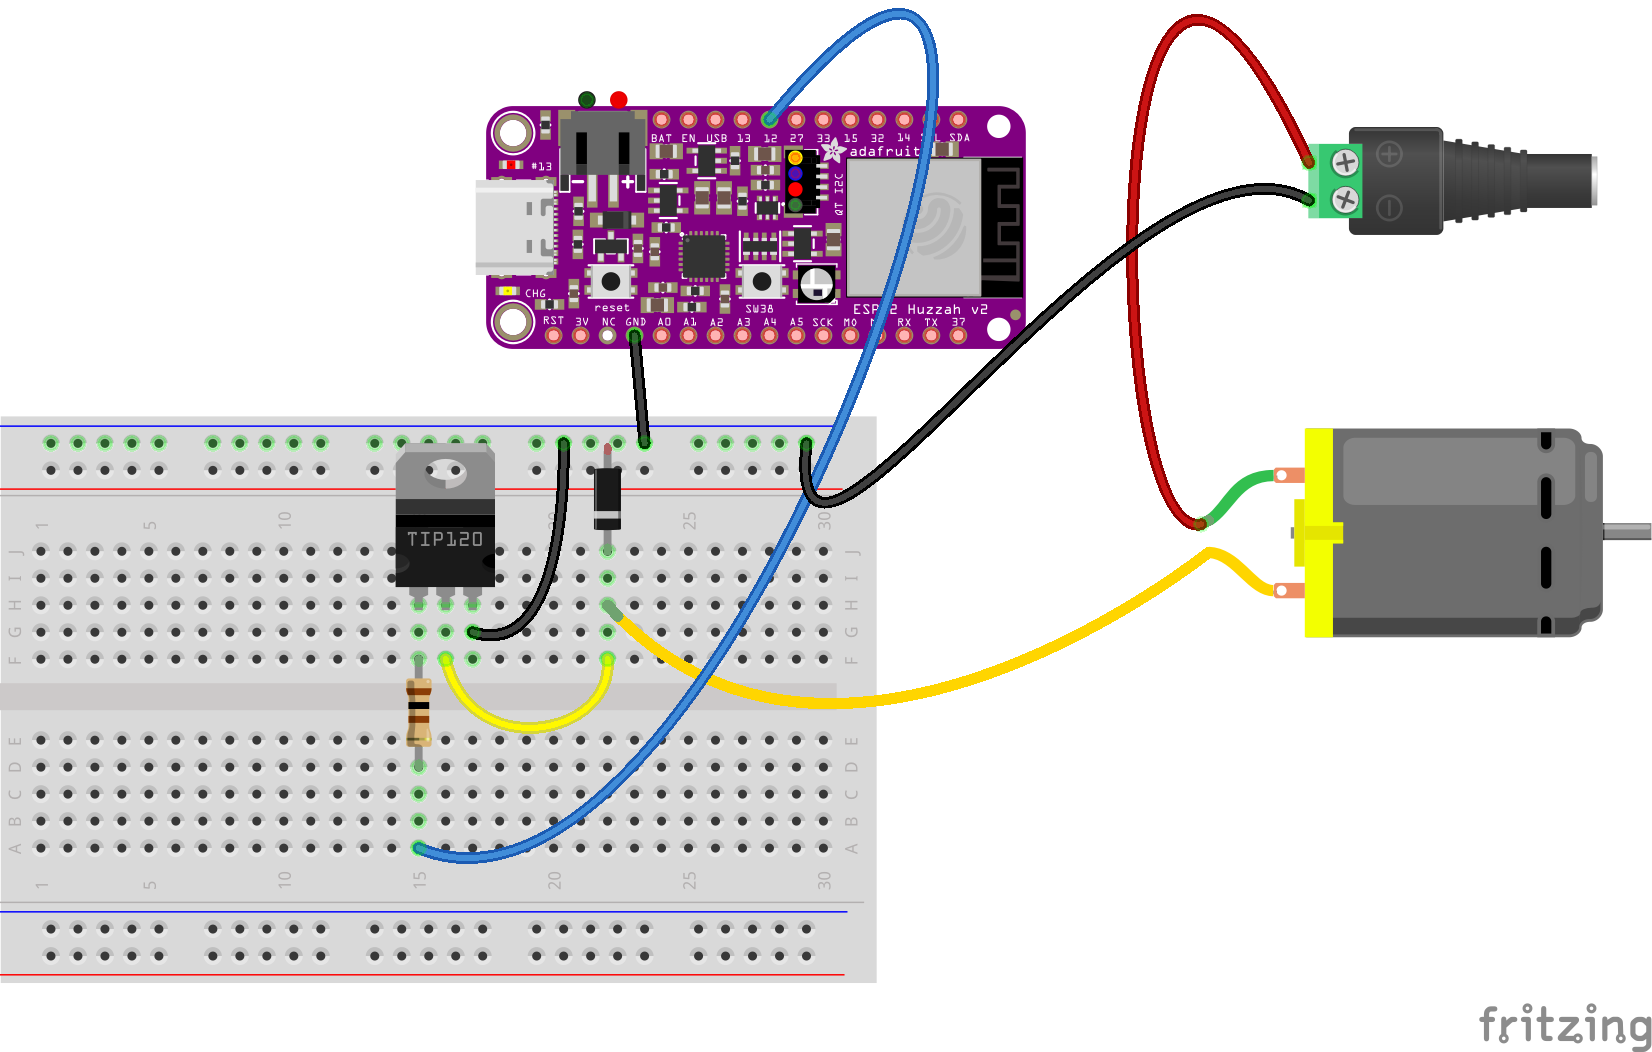 BAT EN USB 13 12 27 33 15 32 14 SCL SDA
adafruit
#13
QT I2C
CHG
reset
SW38
ESP32 Huzzah v2
RST 3V NC GND A0 A1 A2 A3 A4 A5 SCK MO RX TX 37
1 5 10 20 25 30
J J
TIP120
I I
H H
G G
F F
E E
D D
C C
B B
A A
1 5 10 15 20 25 30
fritzing